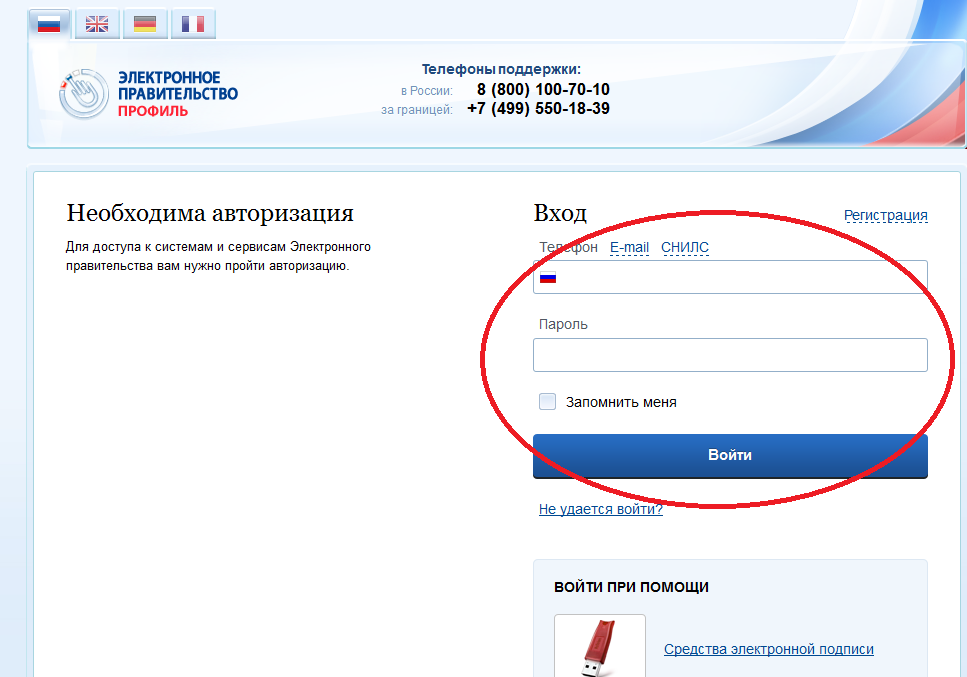 ЭЛЕКТРОННОЕ
ПРАВИТЕЛЬСТВО
ПРОФИЛЬ
Телефоны поддержки:
в России: 8 (800) 100-70-10
за границей: +7 (499) 550-18-39
Необходима авторизация
Для доступа к системам и сервисам Электронного
правительства вам нужно пройти авторизацию.
Вход Регистрация
Телефон E-mail СНИЛС
Пароль
Запомнить меня
Войти
Не удается войти?
ВОЙТИ ПРИ ПОМОЩИ
Средства электронной подписи